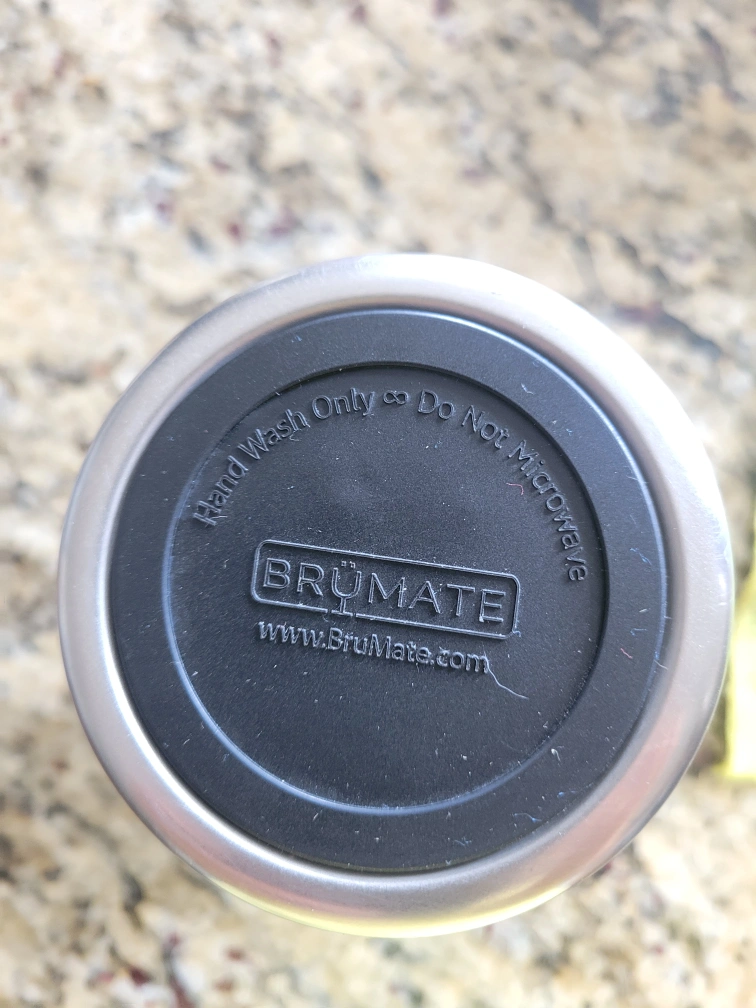 Hand Wash Only ∞ Do Not Microwave
BRÜMATE
www.BruMate.com